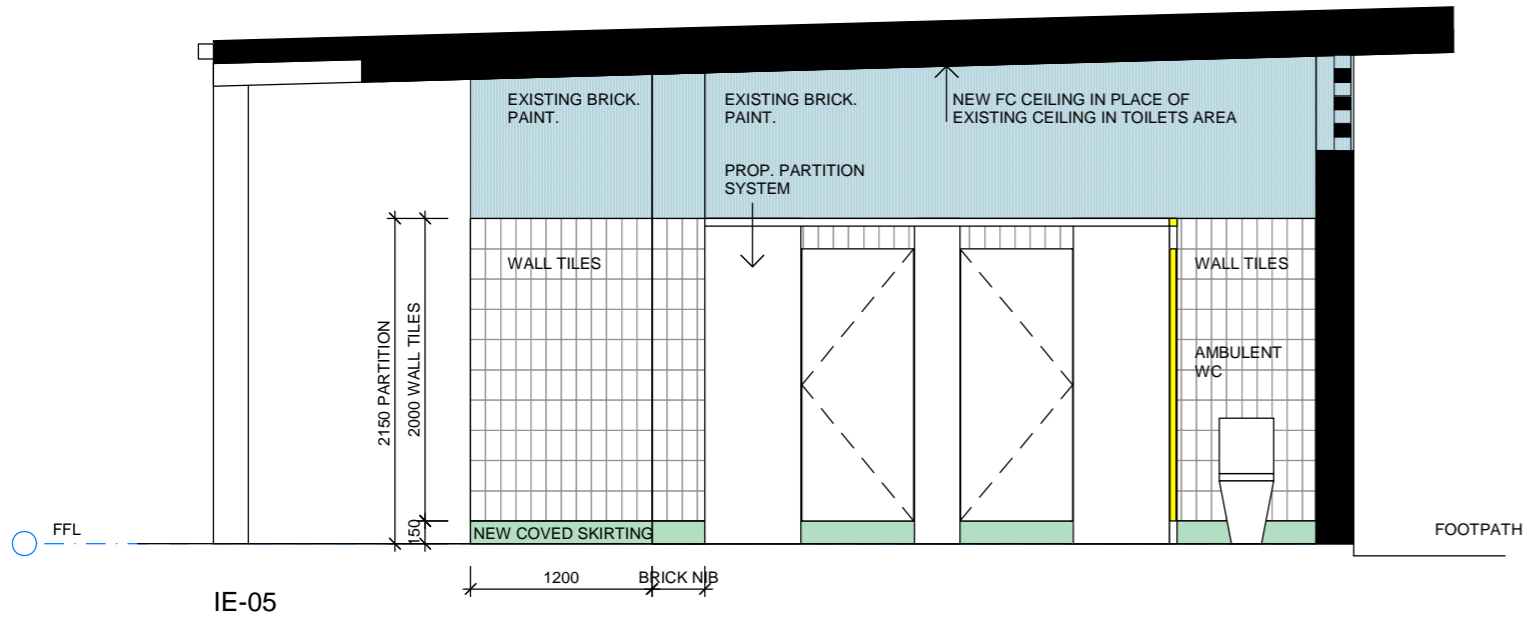 EXISTING BRICK.
PAINT.
EXISTING BRICK.
PAINT.
NEW FC CEILING IN PLACE OF
EXISTING CEILING IN TOILETS AREA
PROP. PARTITION
SYSTEM
WALL TILES
WALL TILES
2150 PARTITION
2000 WALL TILES
150
AMBULENT
WC
FFL
NEW COVED SKIRTING
FOOTPATH
1200
BRICK NIB
IE-05